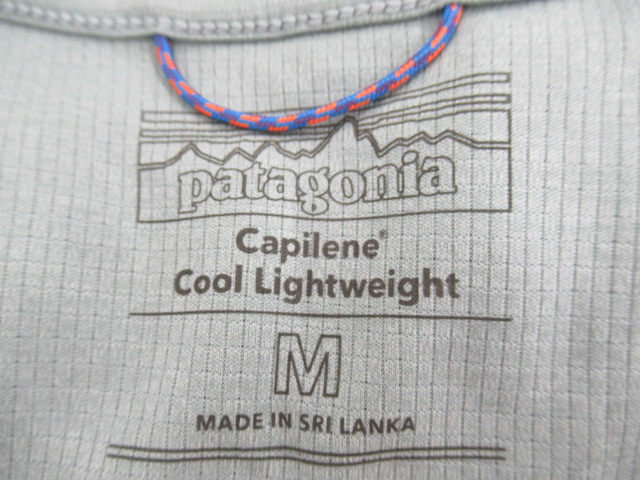 patagonia
Capilene®
Cool Lightweight
M
MADE IN SRI LANKA